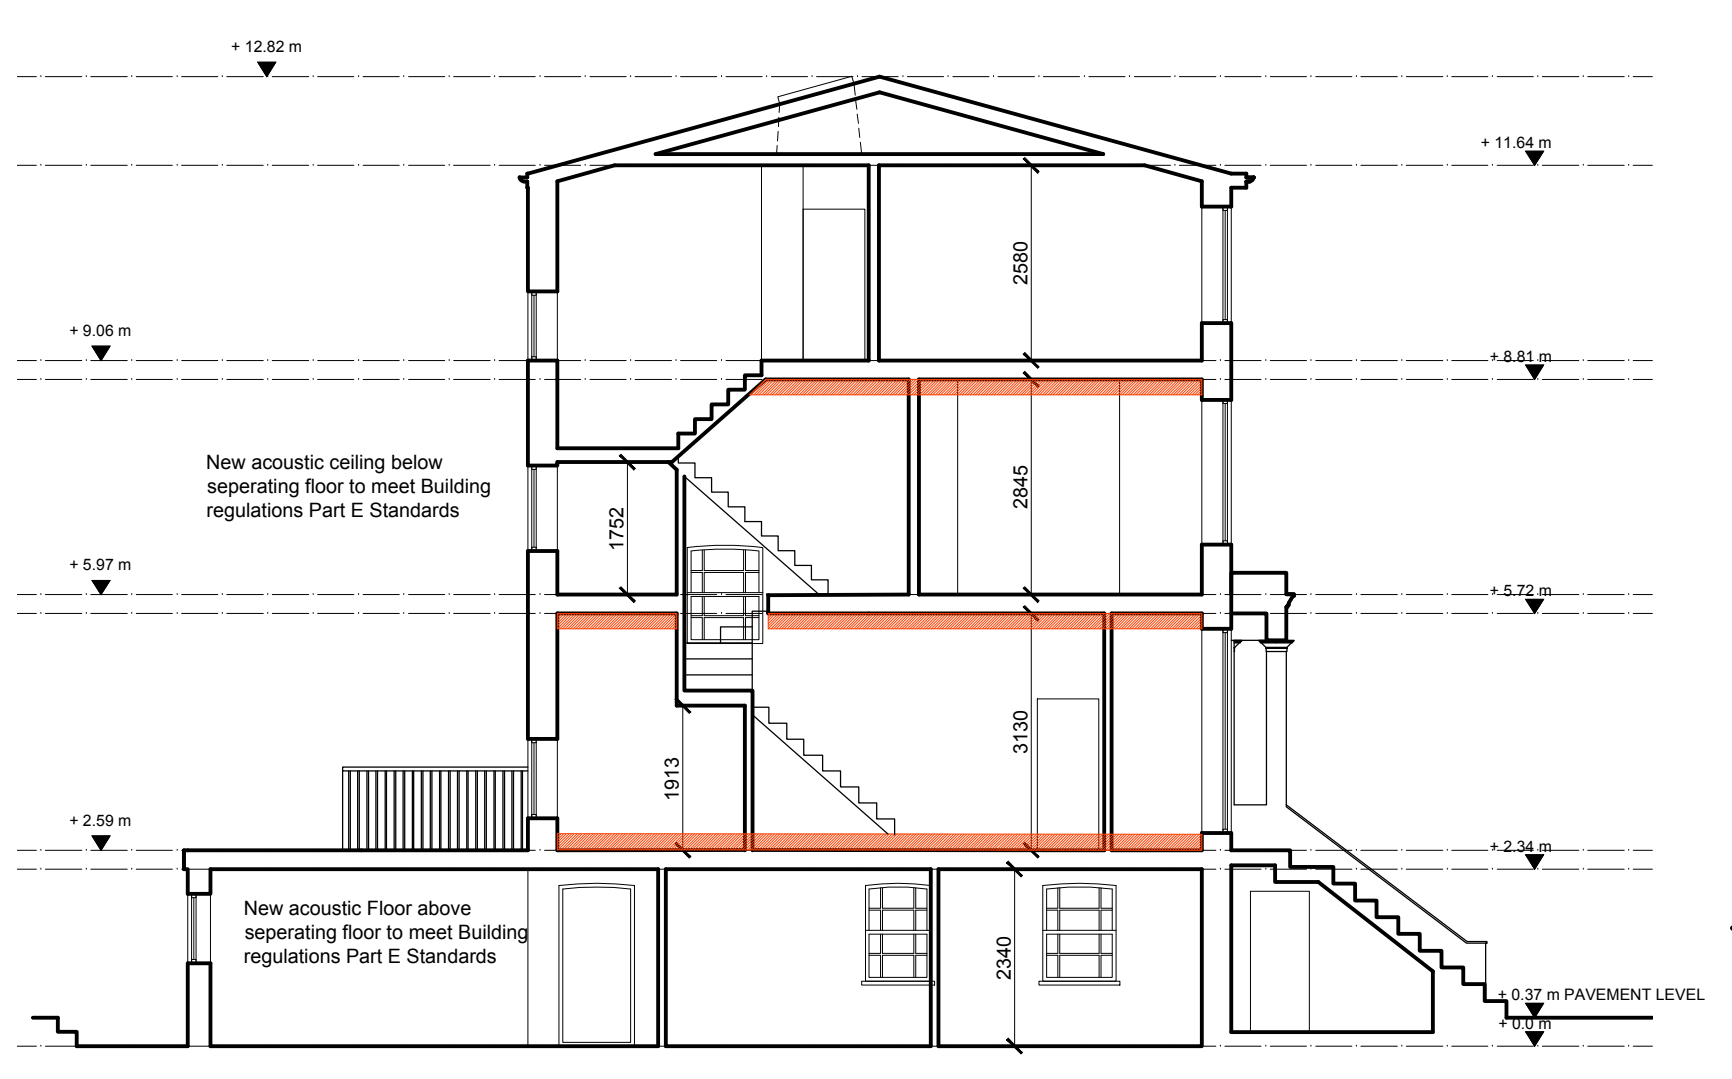 + 12.82 m
+ 11.64 m
2580
+ 9.06 m
+ 8.81 m
New acoustic ceiling below
seperating floor to meet Building
regulations Part E Standards
2845
1752
+ 5.97 m
+ 5.72 m
3130
1913
+ 2.59 m
+ 2.34 m
New acoustic Floor above
seperating floor to meet Building
regulations Part E Standards
2340
+ 0.37 m PAVEMENT LEVEL
+ 0.0 m